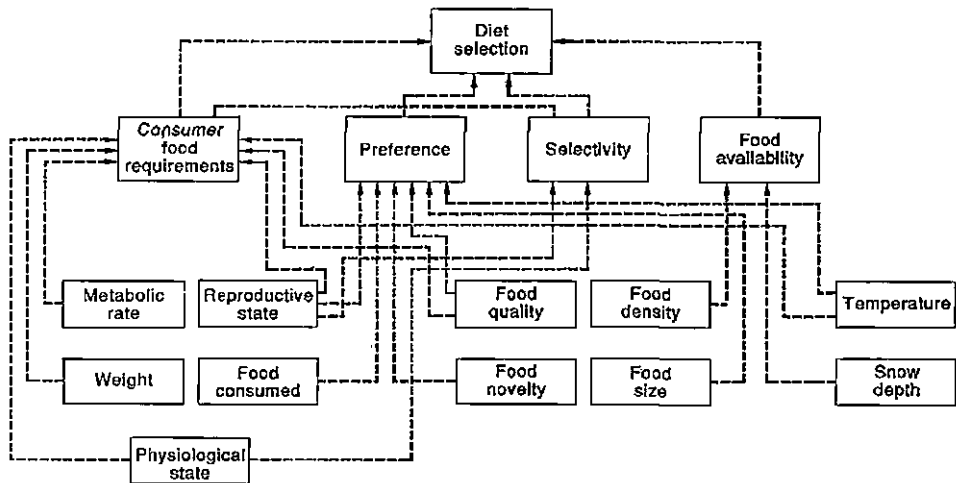 Diet
selection
Consumer
food
requirements
Preference
Selectivity
Food
availability
Metabolic
rate
Reproductive
state
Food
quality
Food
density
Temperature
Weight
Food
consumed
Food
novelty
Food
size
Snow
depth
Physiological
state